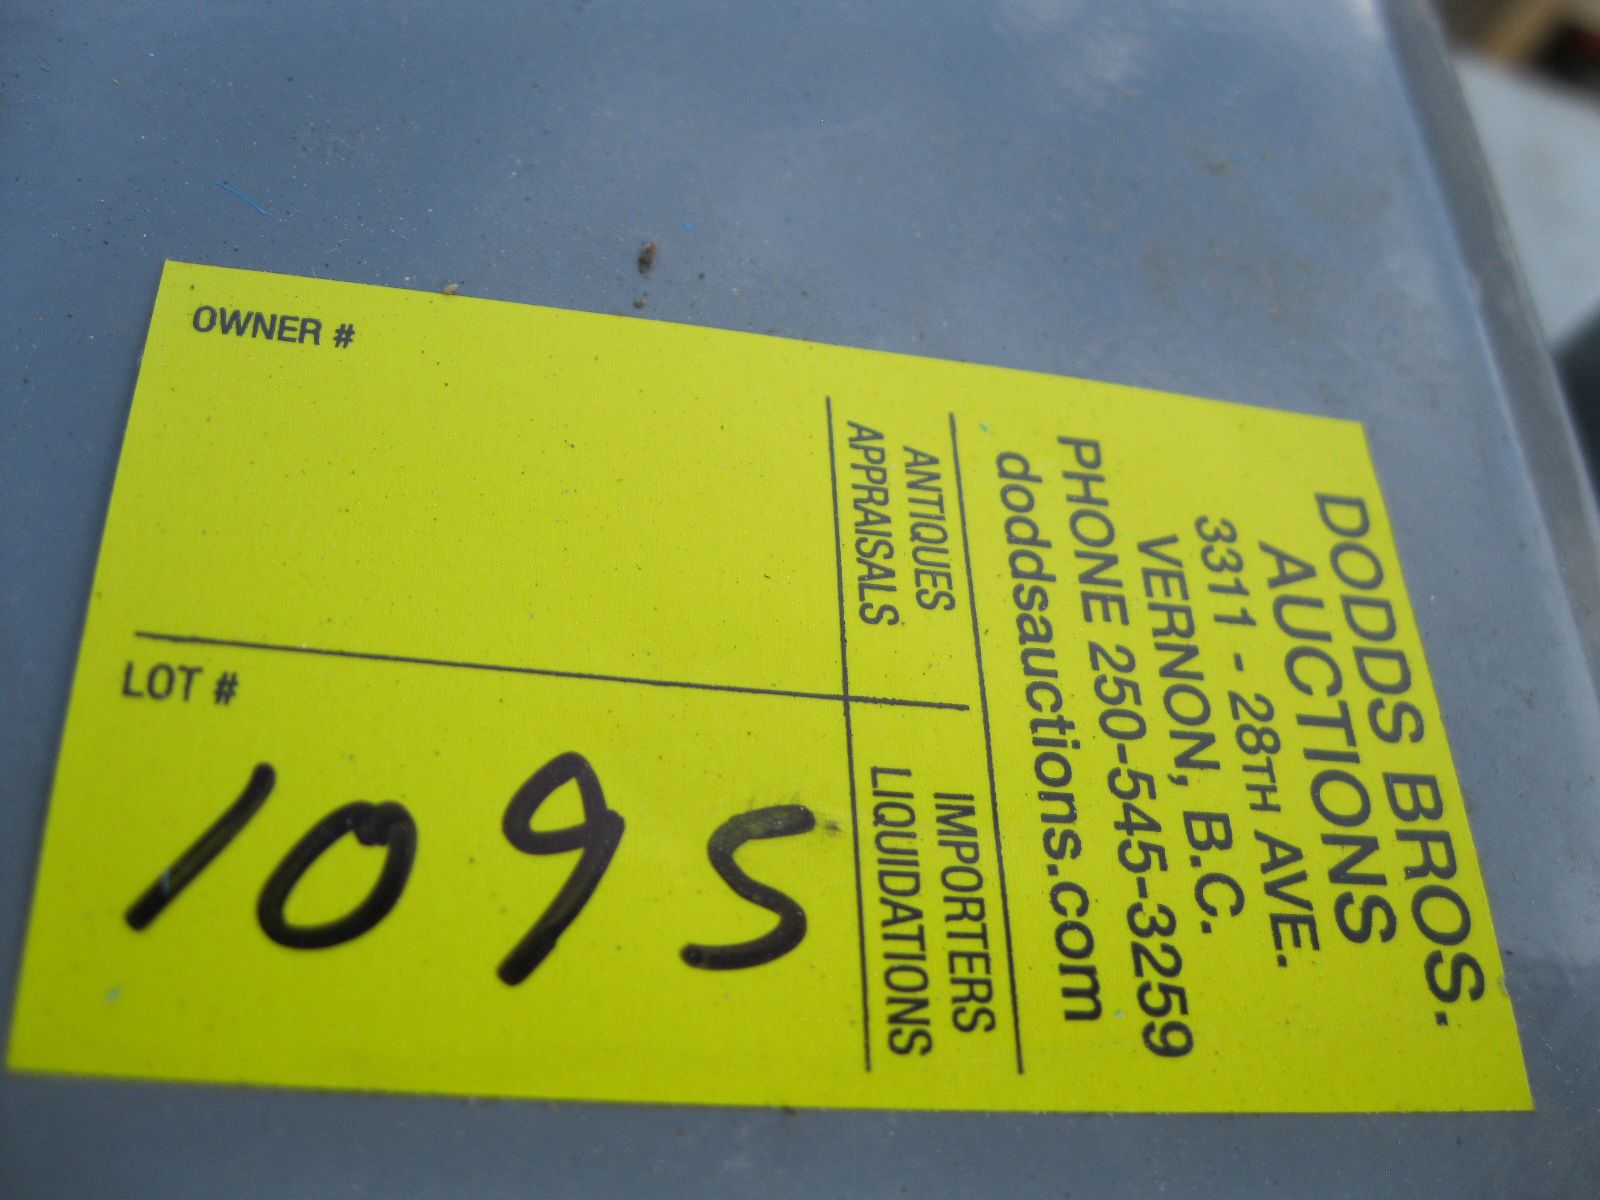 DODDS BROS.
AUCTIONS
3311 - 28TH AVE.
VERNON, B.C.
PHONE 250-545-3259
doddsauctions.com
ANTIQUES
APPRAISALS
IMPORTERS
LIQUIDATIONS
OWNER #
LOT #
1095